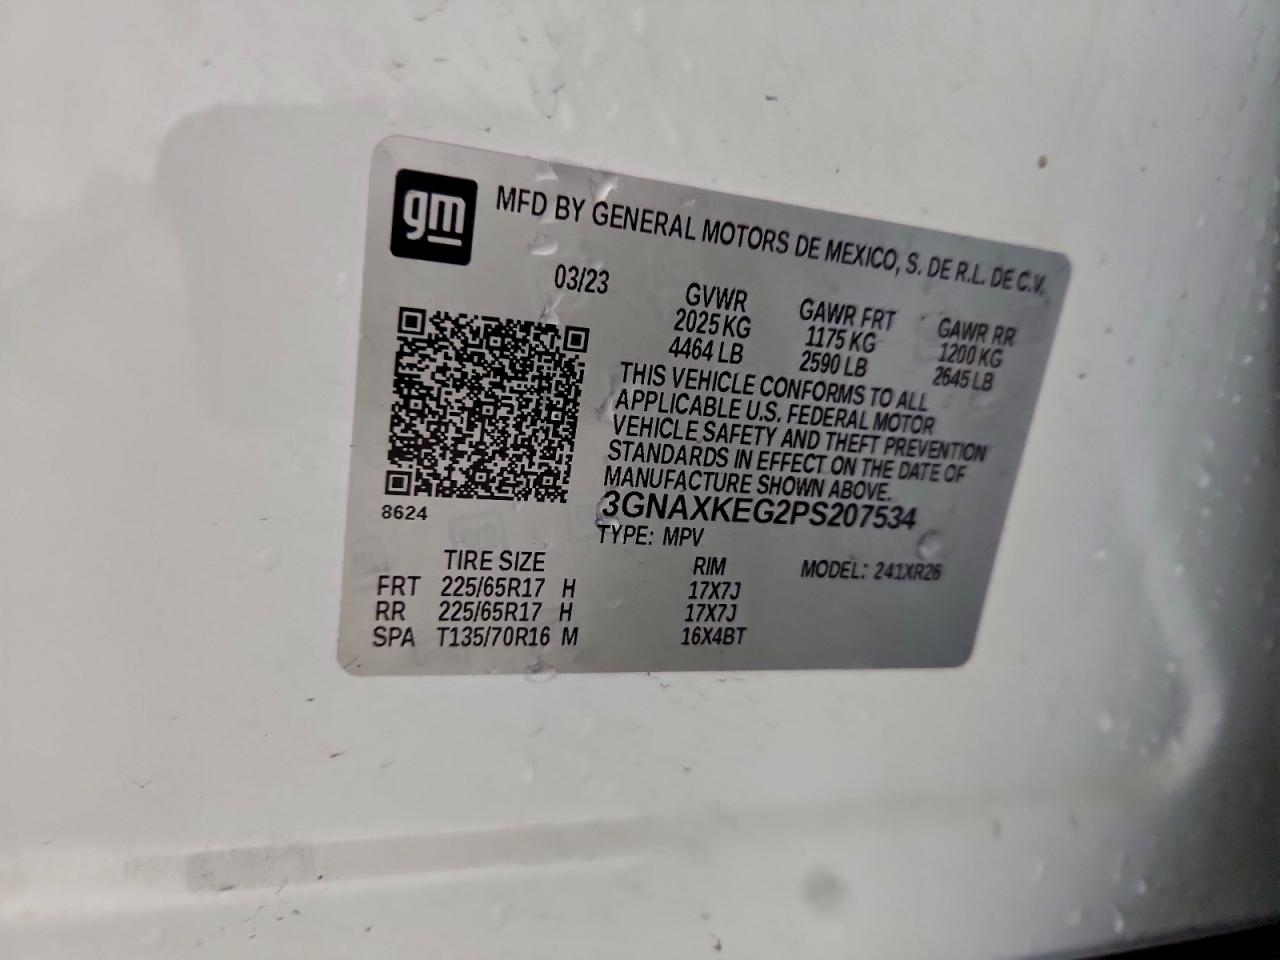 gm
MFD BY GENERAL MOTORS DE MEXICO, S. DE R.L. DE C.V.
03/23
GVWR GAWR FRT GAWR RR
2025 KG 1175 KG 1200 KG
4464 LB 2590 LB 2645 LB
THIS VEHICLE CONFORMS TO ALL
APPLICABLE U.S. FEDERAL MOTOR
VEHICLE SAFETY AND THEFT PREVENTION
STANDARDS IN EFFECT ON THE DATE OF
MANUFACTURE SHOWN ABOVE.
3GNAXKEG2PS207534
8624
TYPE: MPV
TIRE SIZE RIM MODEL: 241XR26
FRT 225/65R17 H 17X7J
RR 225/65R17 H 17X7J
SPA T135/70R16 M 16X4BT